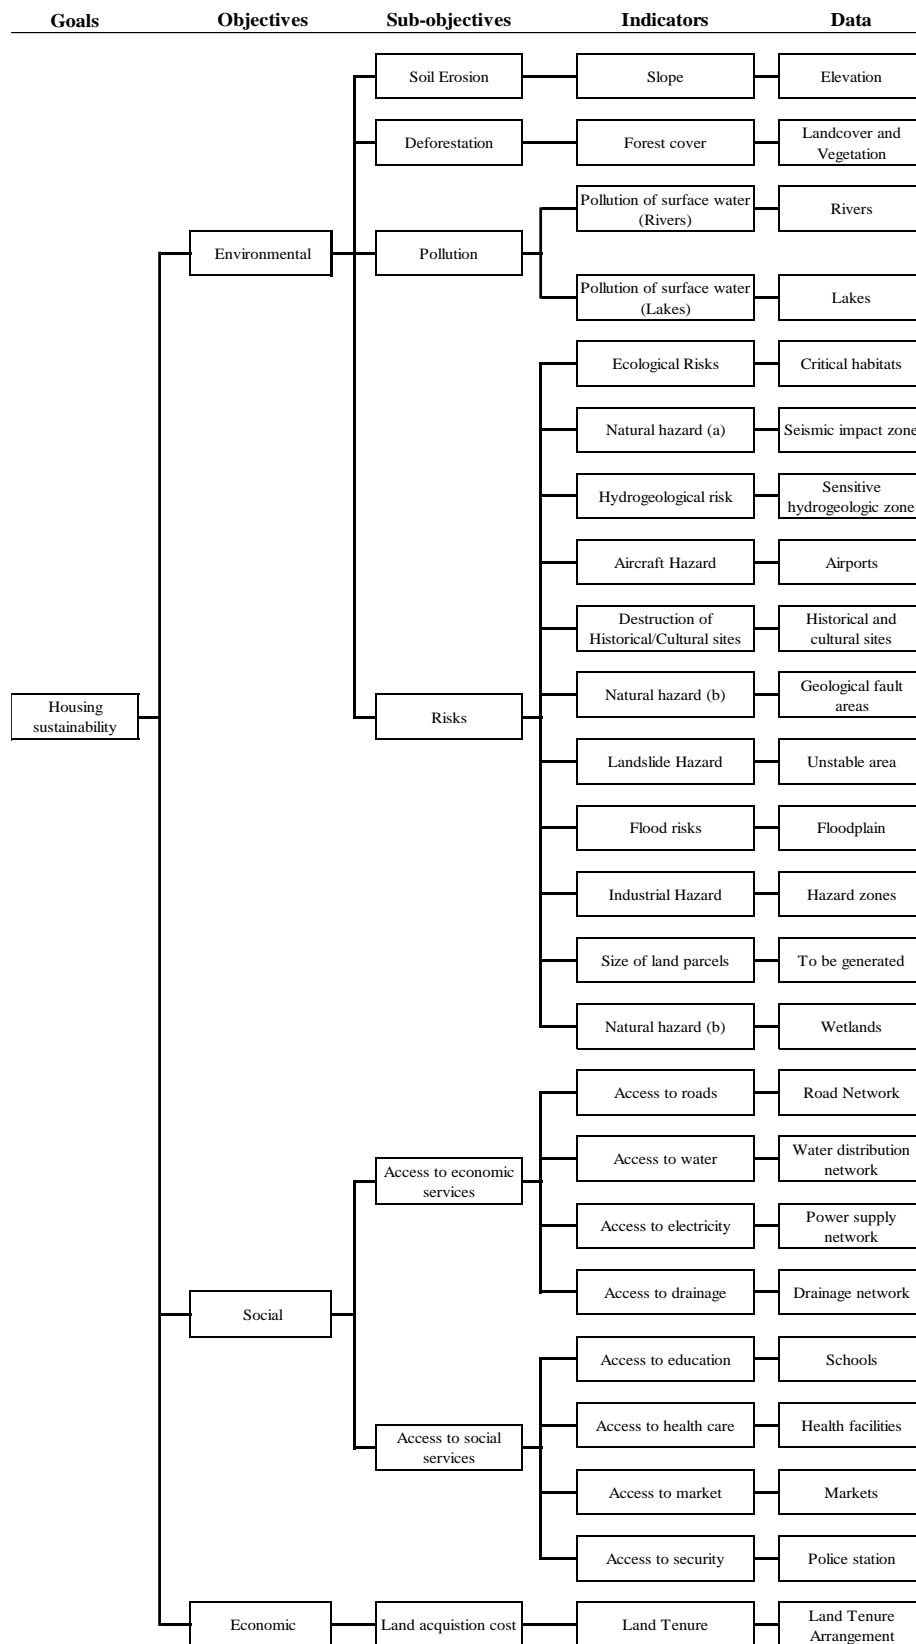 Goals Objectives Sub-objectives Indicators Data
Soil Erosion Slope Elevation
Deforestation Forest cover Landcover and
Vegetation
Pollution of surface water
(Rivers)
Rivers
Environmental Pollution
Pollution of surface water
(Lakes)
Lakes
Ecological Risks Critical habitats
Natural hazard (a) Seismic impact zone
Hydrogeological risk Sensitive
hydrogeologic zone
Aircraft Hazard Airports
Destruction of
Historical/Cultural sites
Historical and
cultural sites
Housing
sustainability
Risks
Natural hazard (b) Geological fault
areas
Landslide Hazard Unstable area
Flood risks Floodplain
Industrial Hazard Hazard zones
Size of land parcels To be generated
Natural hazard (b) Wetlands
Access to roads Road Network
Access to water Water distribution
network
Access to economic
services
Access to electricity Power supply
network
Access to drainage Drainage network
Social
Access to education Schools
Access to health care Health facilities
Access to social
services
Access to market Markets
Access to security Police station
Economic Land acquistion cost Land Tenure Land Tenure
Arrangement